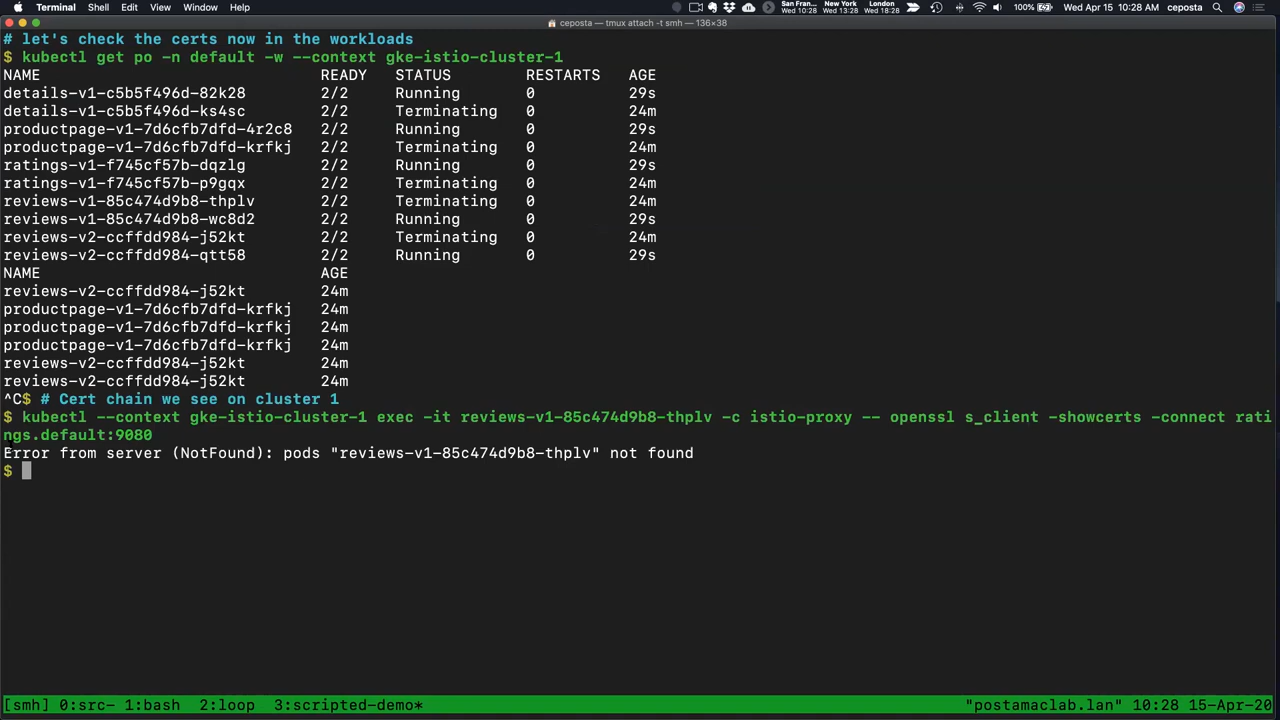 Terminal Shell Edit View Window Help San Fran… Wed 10:28 New York Wed 13:28 London Wed 18:28 100% Wed Apr 15 10:28 AM ceposta
ceposta — tmux attach -t smh — 136×38
# let's check the certs now in the workloads
$ kubectl get po -n default -w --context gke-istio-cluster-1
NAME READY STATUS RESTARTS AGE
details-v1-c5b5f496d-82k28 2/2 Running 0 29s
details-v1-c5b5f496d-ks4sc 2/2 Terminating 0 24m
productpage-v1-7d6cfb7dfd-4r2c8 2/2 Running 0 29s
productpage-v1-7d6cfb7dfd-krfkj 2/2 Terminating 0 24m
ratings-v1-f745cf57b-dqzlg 2/2 Running 0 29s
ratings-v1-f745cf57b-p9gqx 2/2 Terminating 0 24m
reviews-v1-85c474d9b8-thplv 2/2 Terminating 0 24m
reviews-v1-85c474d9b8-wc8d2 2/2 Running 0 29s
reviews-v2-ccffdd984-j52kt 2/2 Terminating 0 24m
reviews-v2-ccffdd984-qtt58 2/2 Running 0 29s
NAME AGE
reviews-v2-ccffdd984-j52kt 24m
productpage-v1-7d6cfb7dfd-krfkj 24m
productpage-v1-7d6cfb7dfd-krfkj 24m
productpage-v1-7d6cfb7dfd-krfkj 24m
reviews-v2-ccffdd984-j52kt 24m
reviews-v2-ccffdd984-j52kt 24m
^C$ # Cert chain we see on cluster 1
$ kubectl --context gke-istio-cluster-1 exec -it reviews-v1-85c474d9b8-thplv -c istio-proxy -- openssl s_client -showcerts -connect rati
ngs.default:9080
Error from server (NotFound): pods "reviews-v1-85c474d9b8-thplv" not found
$
[smh] 0:src- 1:bash 2:loop 3:scripted-demo* "postamaclab.lan" 10:28 15-Apr-20